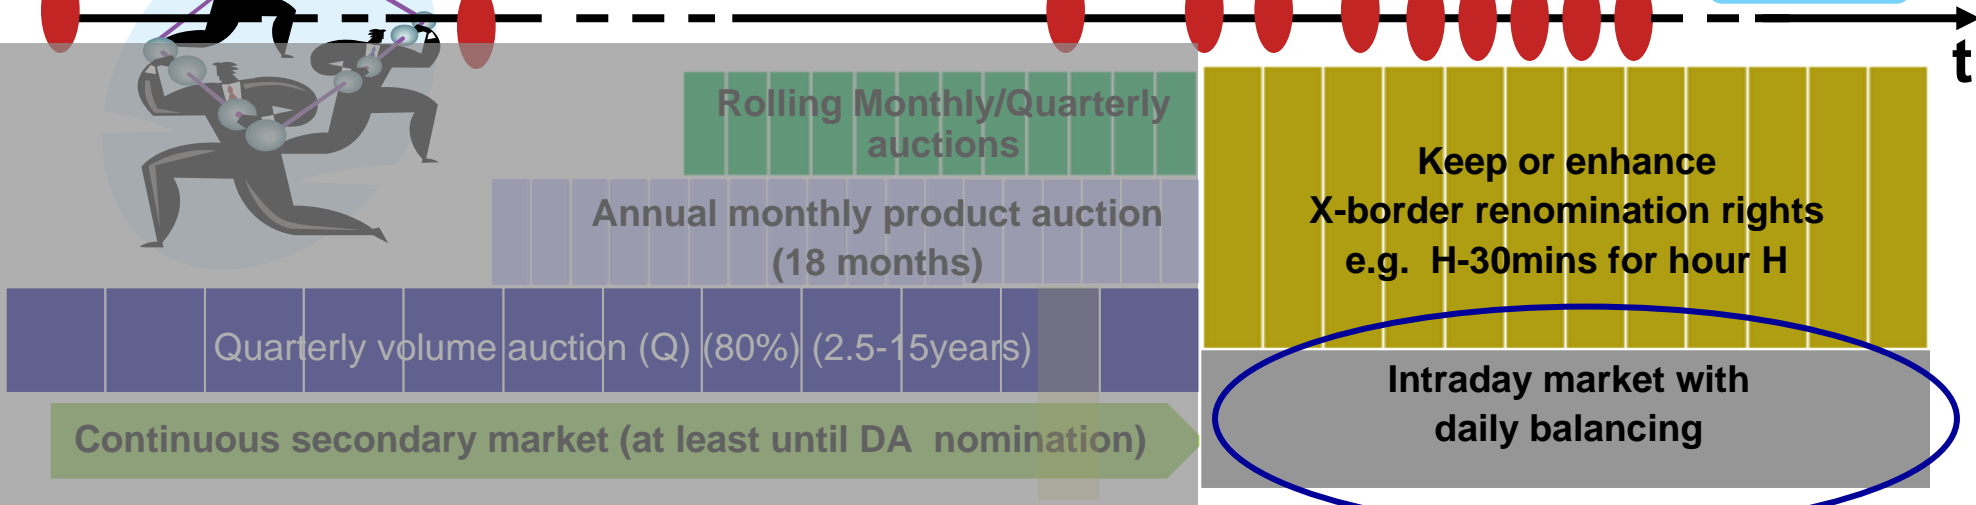 t
Rolling Monthly/Quarterly
auctions
Keep or enhance
X-border renomination rights
e.g. H-30mins for hour H
Annual monthly product auction
(18 months)
Quarterly volume auction (Q) (80%) (2.5-15years)
Intraday market with
daily balancing
Continuous secondary market (at least until DA nomination)